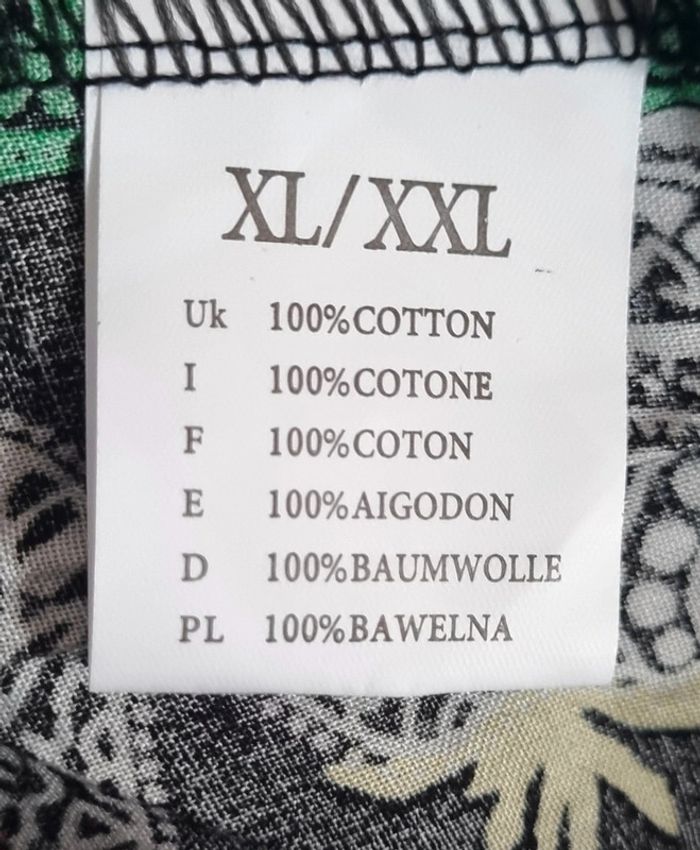 XL/XXL
Uk 100%COTTON
I 100%COTONE
F 100%COTON
E 100%AIGODON
D 100%BAUMWOLLE
PL 100%BAWELNA